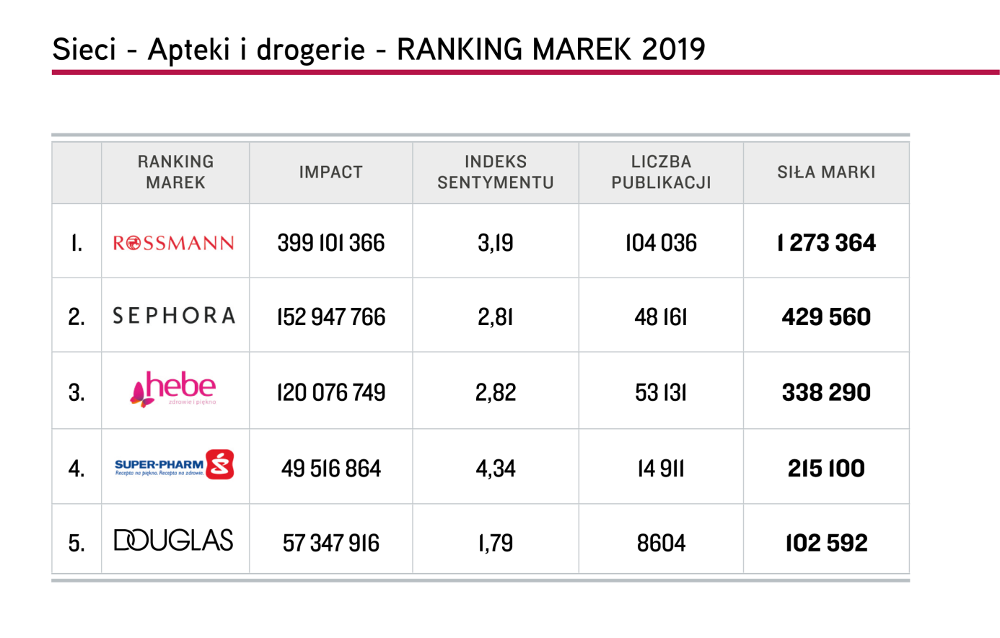 Sieci - Apteki i drogerie - RANKING MAREK 2019
RANKING MAREK IMPACT INDEKS SENTYMENTU LICZBA PUBLIKACJI SIŁA MARKI
1. ROSSMANN 399 101 366 3,19 104 036 1 273 364
2. SEPHORA 152 947 766 2,81 48 161 429 560
3. hebe zdrowie i piękno 120 076 749 2,82 53 131 338 290
4. SUPER-PHARM Recepta na piękno. Recepta na zdrowie. 49 516 864 4,34 14 911 215 100
5. DOUGLAS 57 347 916 1,79 8604 102 592